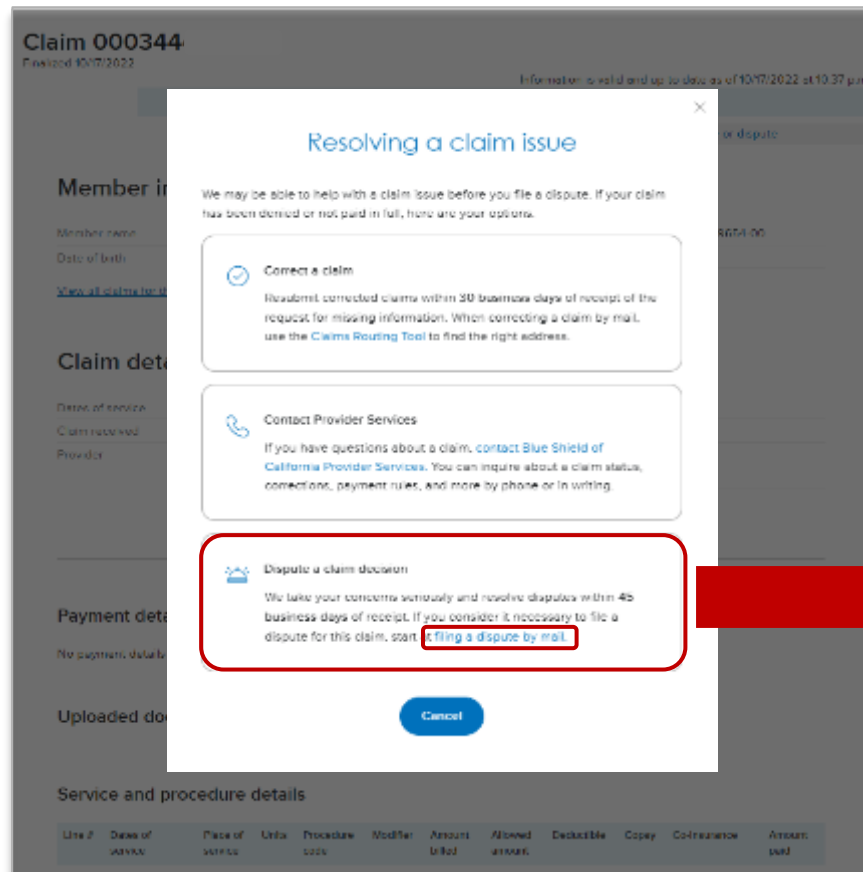 Claim 000344
Finalized 10/17/2022
Information is valid and up to date as of 10/17/2022 at 10:37 p.m
or dispute
Resolving a claim issue
We may be able to help with a claim issue before you file a dispute. If your claim
has been denied or not paid in full, here are your options.
Member in
Member name
9654-00
Date of birth
View all claims for th
Correct a claim
Resubmit corrected claims within 30 business days of receipt of the
request for missing information. When correcting a claim by mail,
use the Claims Routing Tool to find the right address.
Claim deta
Dates of service
Claim received
Provider
Contact Provider Services
If you have questions about a claim, contact Blue Shield of
California Provider Services. You can inquire about a claim status,
corrections, payment rules, and more by phone or in writing.
Dispute a claim decision
We take your concerns seriously and resolve disputes within 45
business days of receipt. If you consider it necessary to file a
dispute for this claim, start t filing a dispute by mail.
Payment deta
No payment details
Uploaded do
Cancel
Service and procedure details
Line # Dates of service Place of service Units Procedure code Modifier Amount billed Allowed amount Deductible Copay Co-insurance Amount paid